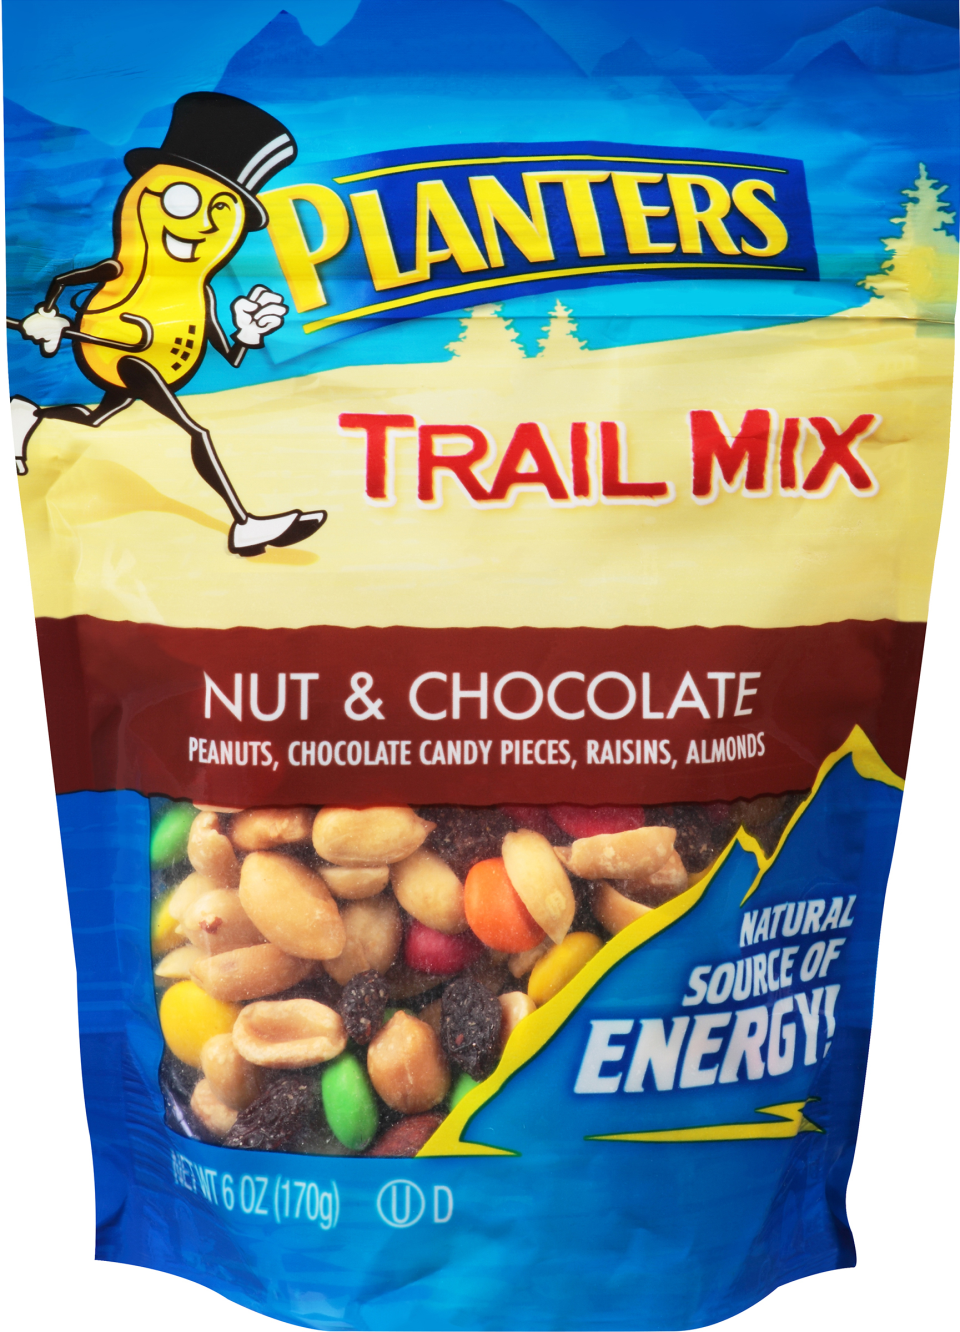 PLANTERS
TRAIL MIX
NUT & CHOCOLATE
PEANUTS, CHOCOLATE CANDY PIECES, RAISINS, ALMONDS
NATURAL
SOURCE OF
ENERGY!
NET WT 6 OZ (170g) U D